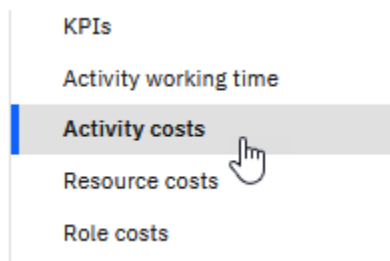 KPIs
Activity working time
Activity costs
Resource costs
Role costs